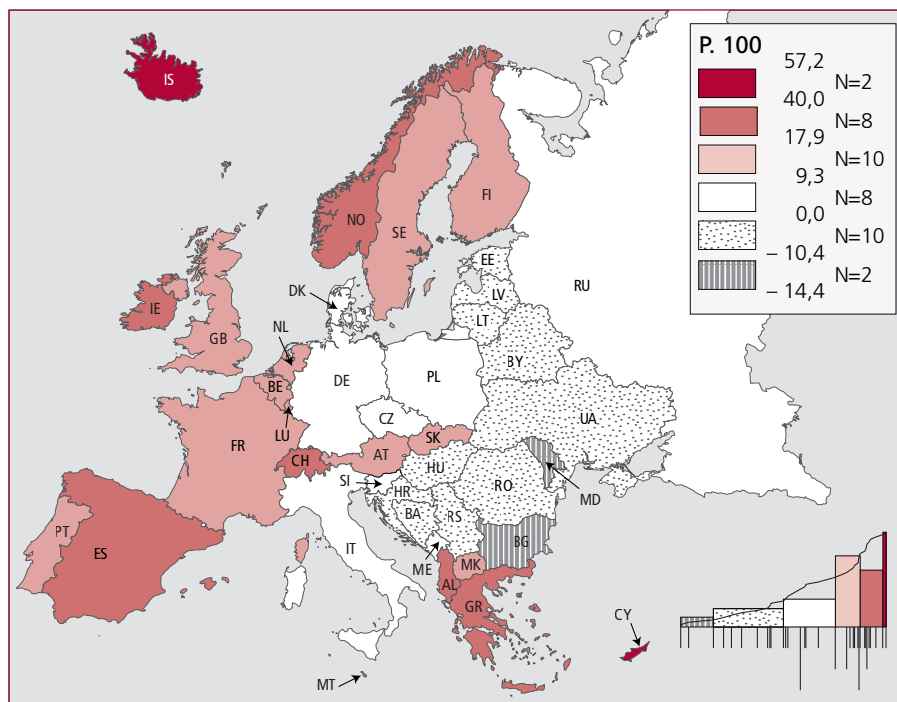 P. 100
57,2
N=2
40,0
N=8
17,9
N=10
9,3
N=8
0,0
N=10
– 10,4
N=2
– 14,4
IS
NO
SE
FI
RU
EE
LV
LT
DK
IE
GB
NL
BE
LU
DE
PL
BY
CZ
UA
FR
CH
AT
SK
SI
HU
HR
RO
MD
BA
RS
PT
ES
IT
ME
MK
BG
AL
GR
CY
MT